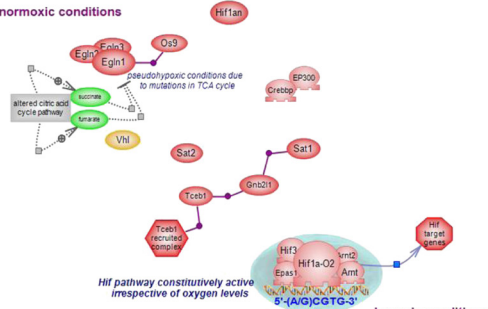 normoxic conditions
Hif1an
Os9
Egln3
Egln2
Egln1
pseudohypoxic conditions due
to mutations in TCA cycle
EP300
Crebbp
succinate
altered citric acid
cycle pathway
fumarate
Vhl
Sat2
Sat1
Gnb2l1
Tceb1
Tceb1
recruited
complex
Hif
target
genes
Hif3
Hif1a-O2
Arnt2
Epas1
Arnt
Hif pathway constitutively active
irrespective of oxygen levels
5'-(A/G)CGTG-3'